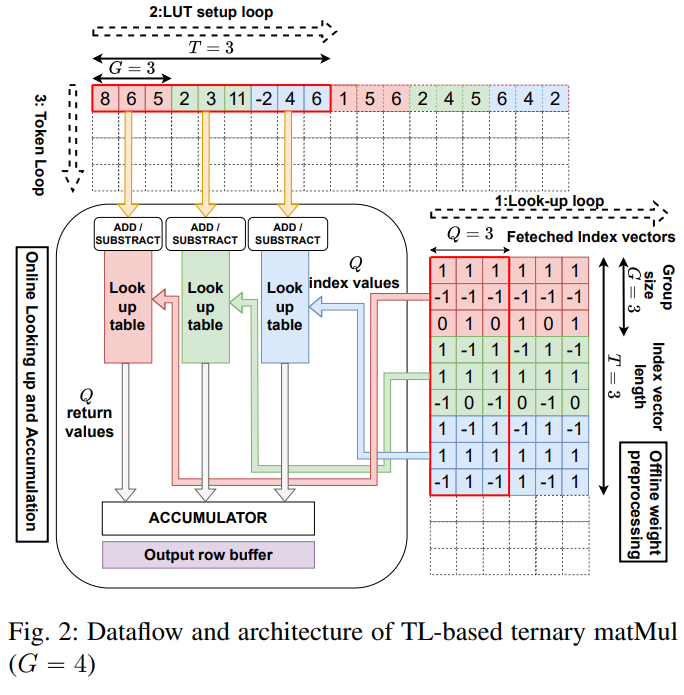 2:LUT setup loop
T = 3
G = 3
3: Token Loop
8 6 5 2 3 11 -2 4 6 1 5 6 2 4 5 6 4 2
1:Look-up loop
Q = 3
Feteched Index vectors
ADD / SUBSTRACT
ADD / SUBSTRACT
ADD / SUBSTRACT
Look up table
Look up table
Look up table
Q
index values
Q
return
values
ACCUMULATOR
Output row buffer
Online Looking up and Accumulation
1 1 1 1 1 1
-1 -1 -1 -1 -1 -1
0 1 0 1 0 1
1 -1 1 -1 1 -1
1 1 1 1 1 1
-1 0 -1 0 -1 0
1 -1 1 -1 1 -1
1 1 1 1 1 1
-1 1 -1 1 -1 1
Group
size
G = 3
Index vector
length
T = 3
Offline weight
preprocessing
Fig. 2: Dataflow and architecture of TL-based ternary matMul
(G = 4)